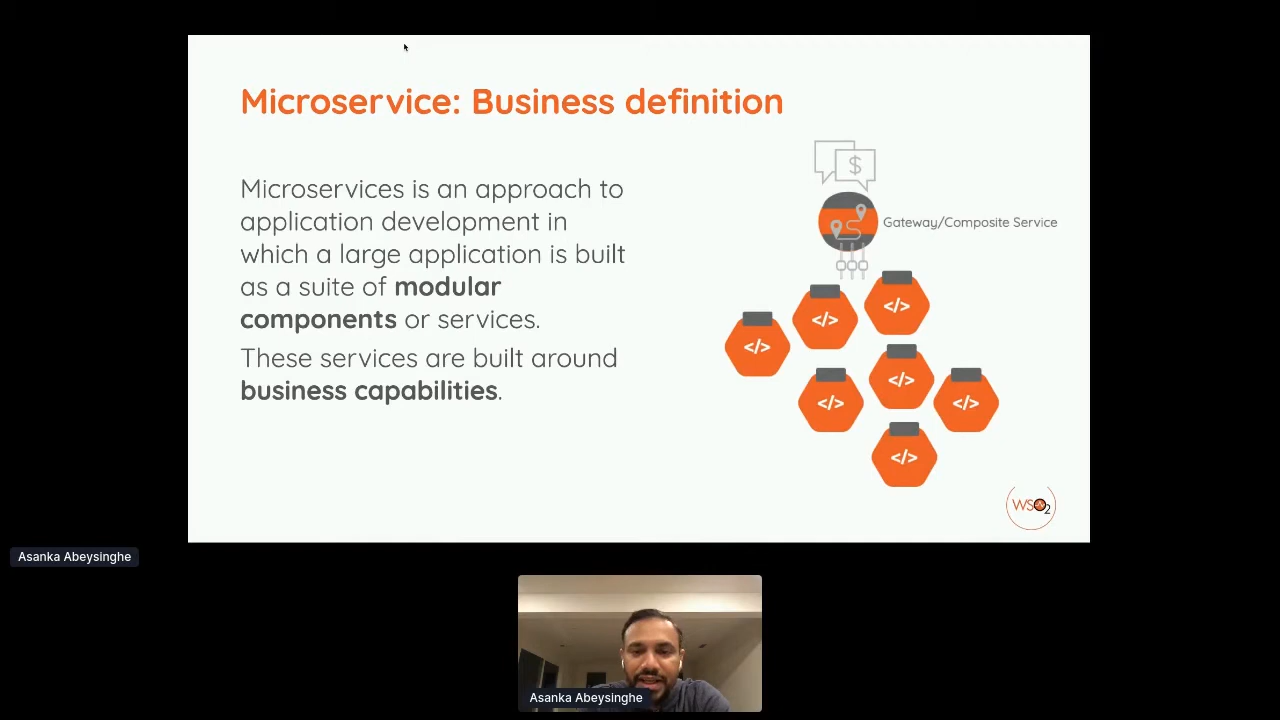 Microservice: Business definition
Microservices is an approach to
application development in
which a large application is built
as a suite of modular
components or services.
These services are built around
business capabilities.
$
Gateway/Composite Service
</>
</>
</>
</>
</>
</>
</>
WSO2
Asanka Abeysinghe
Asanka Abeysinghe